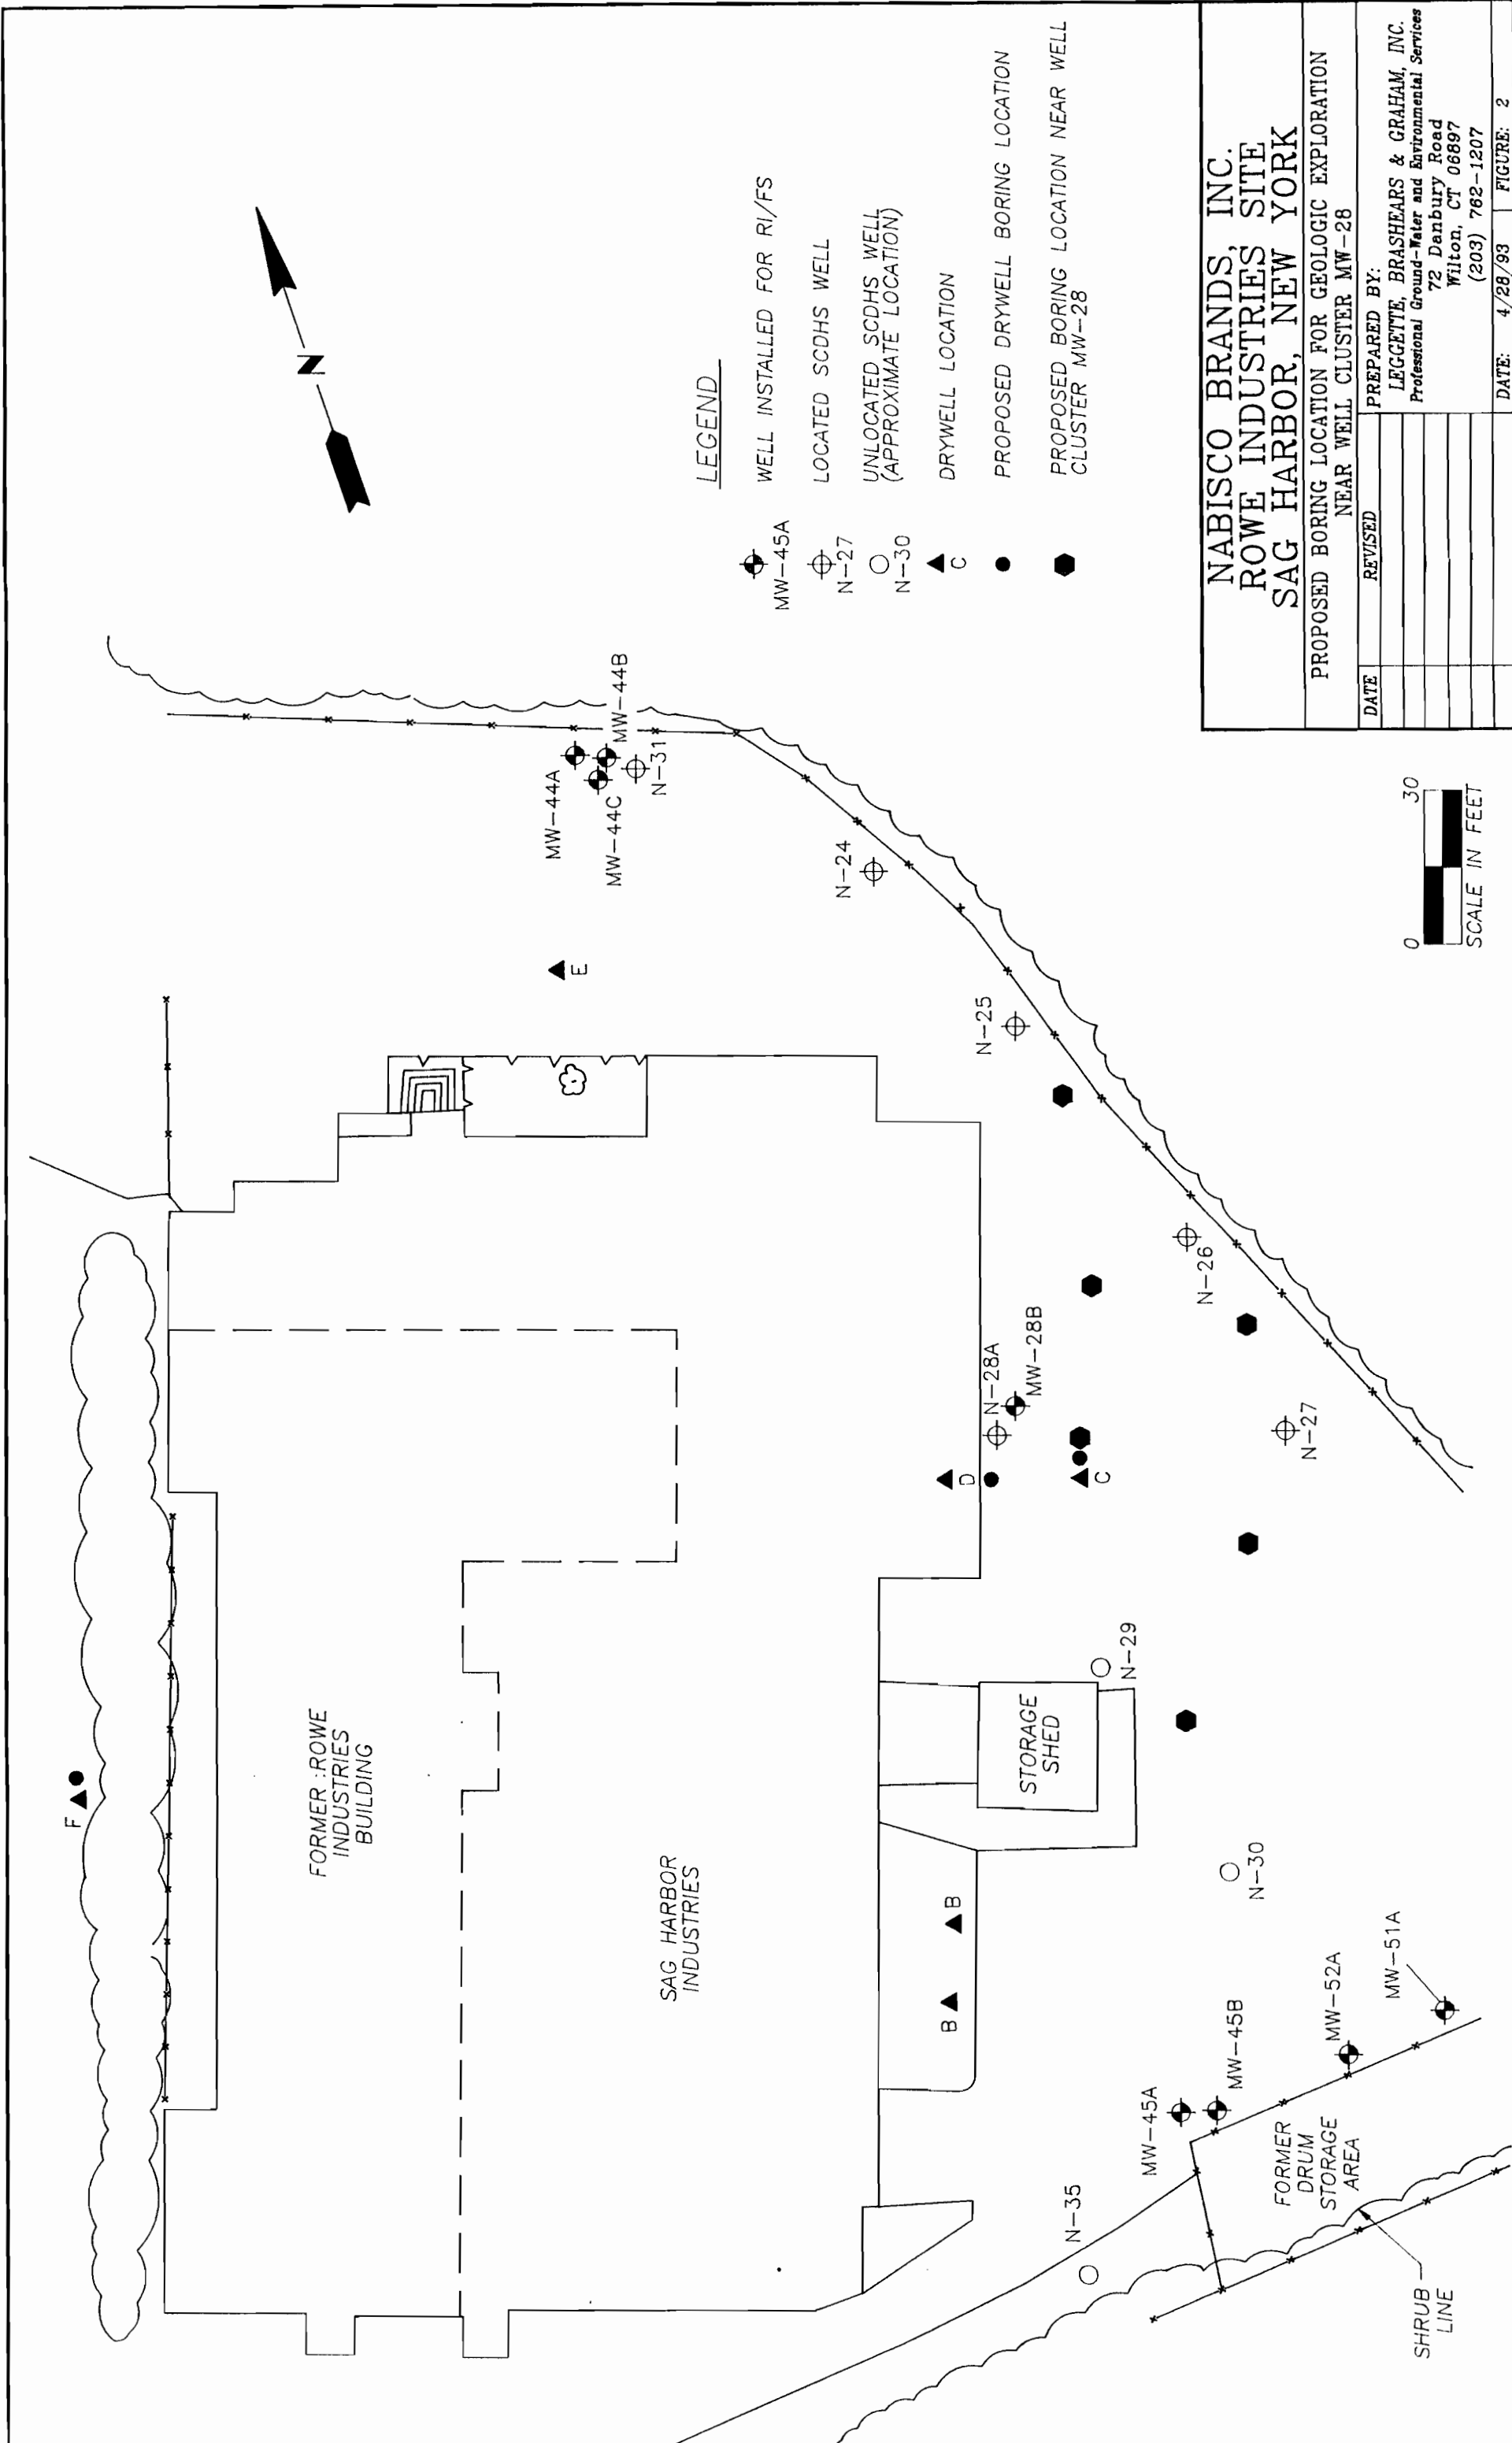 F
FORMER ROWE
INDUSTRIES
BUILDING
SAG HARBOR
INDUSTRIES
B
B
STORAGE
SHED
D
C
E
N-28A
MW-28B
MW-44A
MW-44B
MW-44C
N-31
N-24
N-25
N-26
N-27
N-29
N-30
N-35
MW-45A
MW-45B
MW-52A
MW-51A
FORMER
DRUM
STORAGE
AREA
SHRUB
LINE
N
LEGEND
MW-45A
WELL INSTALLED FOR RI/FS
N-27
LOCATED SCDHS WELL
N-30
UNLOCATED SCDHS WELL
(APPROXIMATE LOCATION)
C
DRYWELL LOCATION
PROPOSED DRYWELL BORING LOCATION
PROPOSED BORING LOCATION NEAR WELL
CLUSTER MW-28
0 30
SCALE IN FEET
NABISCO BRANDS, INC.
ROWE INDUSTRIES SITE
SAG HARBOR, NEW YORK
PROPOSED BORING LOCATION FOR GEOLOGIC EXPLORATION
NEAR WELL CLUSTER MW-28
DATE REVISED
PREPARED BY:
LEGGETTE, BRASHEARS & GRAHAM, INC.
Professional Ground-Water and Environmental Services
72 Danbury Road
Wilton, CT 06897
(203) 762-1207
DATE: 4/28/93 FIGURE: 2